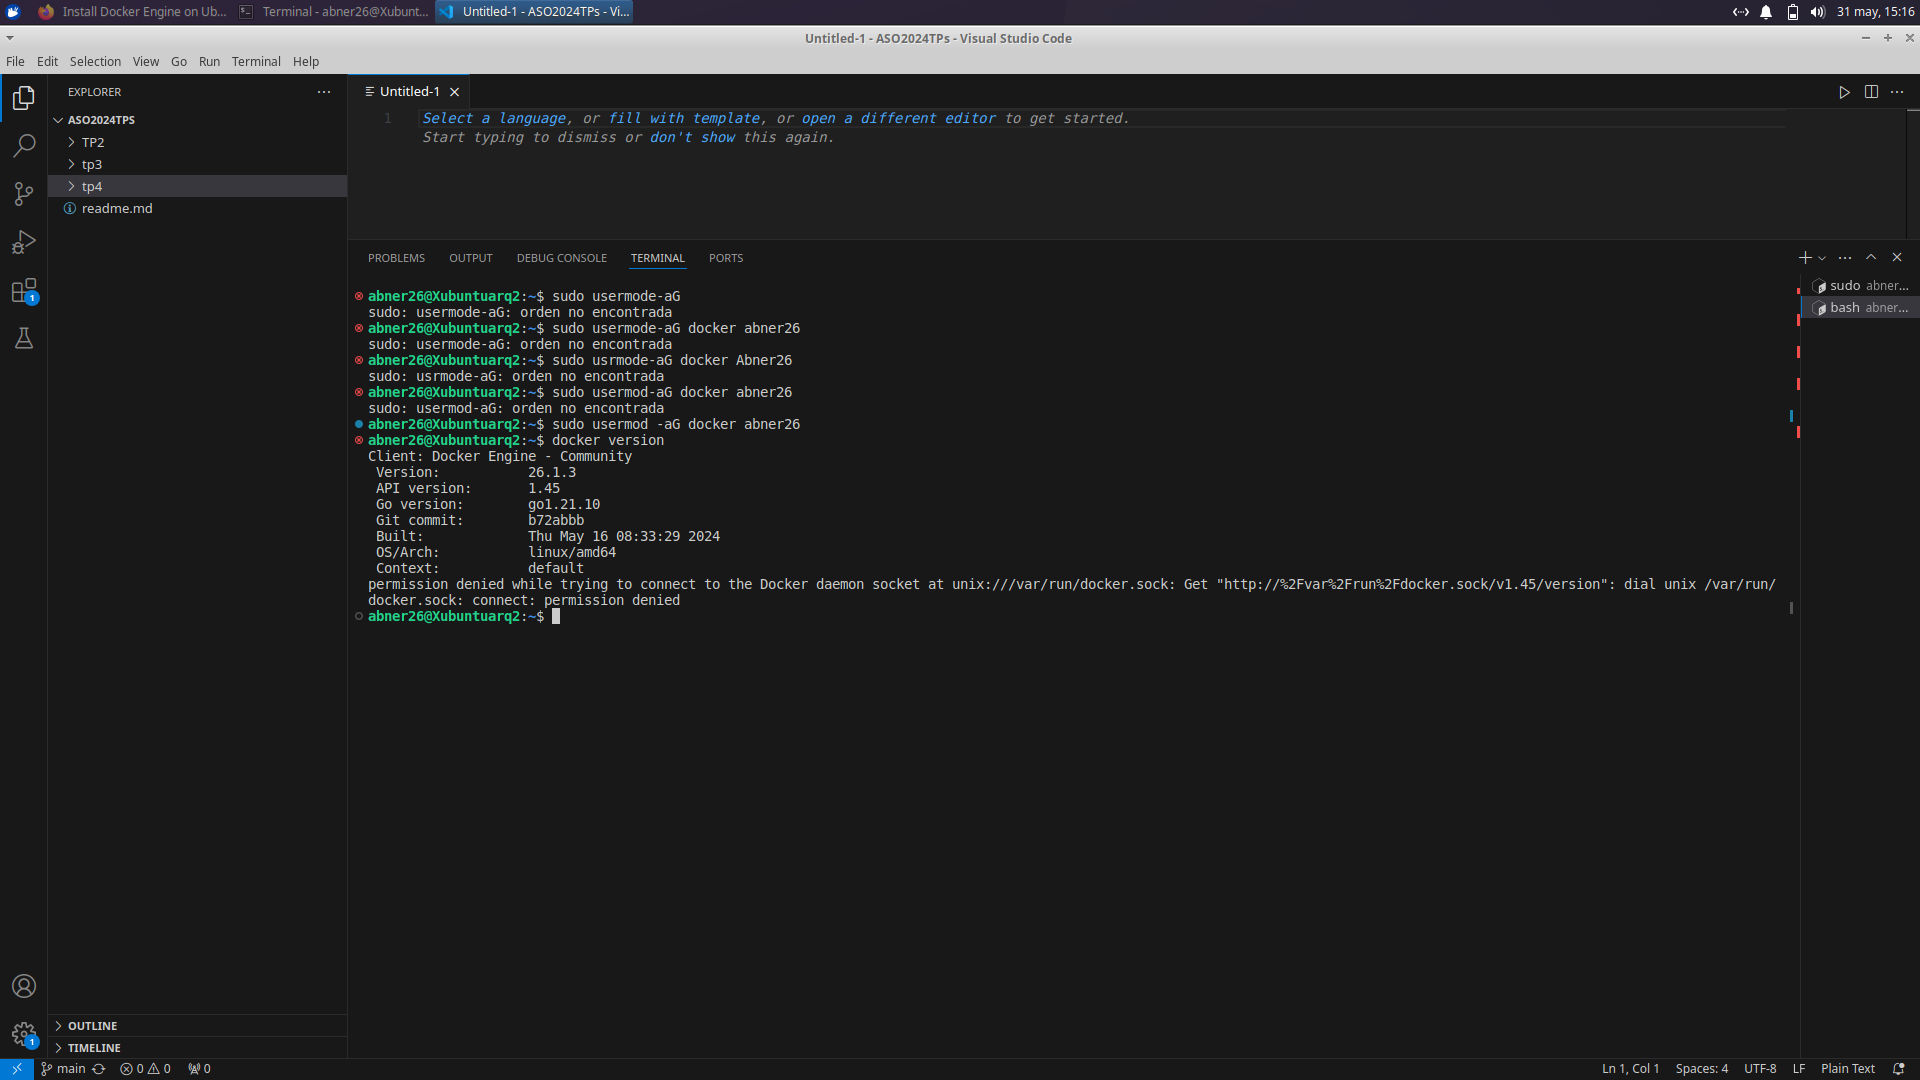 Install Docker Engine on Ub...
Terminal - abner26@Xubunt...
Untitled-1 - ASO2024TPs - Vi...
31 may, 15:16
Untitled-1 - ASO2024TPs - Visual Studio Code
File Edit Selection View Go Run Terminal Help
EXPLORER
Untitled-1
ASO2024TPS
TP2
tp3
tp4
readme.md
1 Select a language, or fill with template, or open a different editor to get started.
Start typing to dismiss or don't show this again.
PROBLEMS OUTPUT DEBUG CONSOLE TERMINAL PORTS
sudo abner...
bash abner...
abner26@Xubuntuarq2:~$ sudo usermode-aG
sudo: usermode-aG: orden no encontrada
abner26@Xubuntuarq2:~$ sudo usermode-aG docker abner26
sudo: usermode-aG: orden no encontrada
abner26@Xubuntuarq2:~$ sudo usrmode-aG docker Abner26
sudo: usrmode-aG: orden no encontrada
abner26@Xubuntuarq2:~$ sudo usermod-aG docker abner26
sudo: usermod-aG: orden no encontrada
abner26@Xubuntuarq2:~$ sudo usermod -aG docker abner26
abner26@Xubuntuarq2:~$ docker version
Client: Docker Engine - Community
Version: 26.1.3
API version: 1.45
Go version: go1.21.10
Git commit: b72abbb
Built: Thu May 16 08:33:29 2024
OS/Arch: linux/amd64
Context: default
permission denied while trying to connect to the Docker daemon socket at unix:///var/run/docker.sock: Get "http://%2Fvar%2Frun%2Fdocker.sock/v1.45/version": dial unix /var/run/
docker.sock: connect: permission denied
abner26@Xubuntuarq2:~$
1
1
OUTLINE
TIMELINE
main 0 0 0
Ln 1, Col 1 Spaces: 4 UTF-8 LF Plain Text